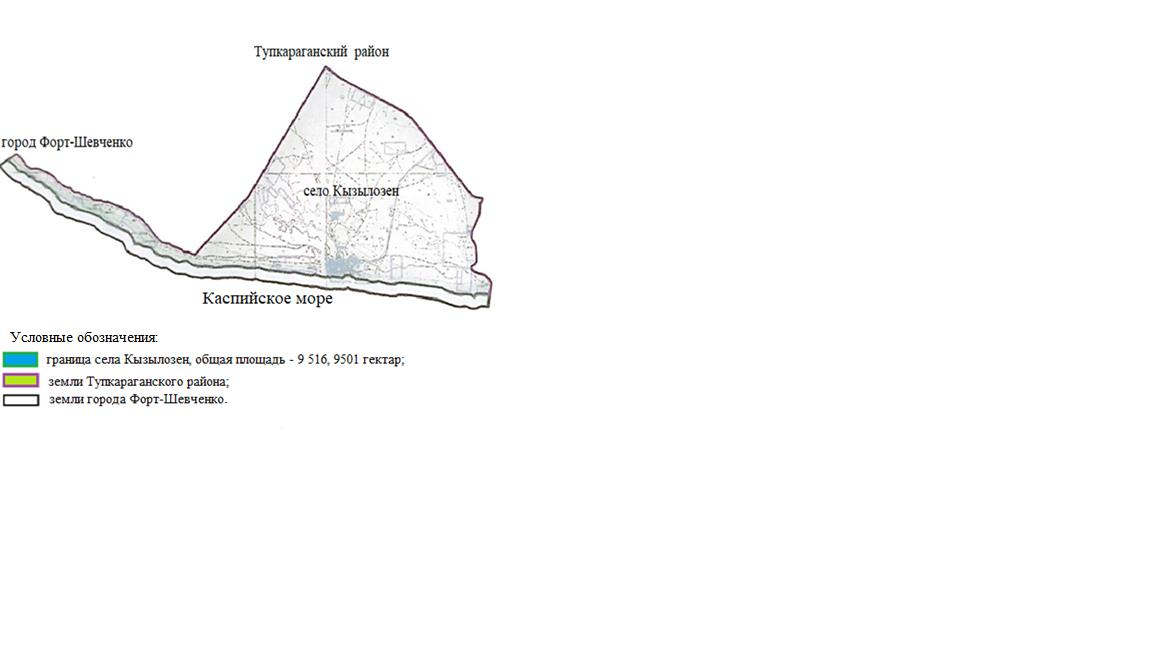 Тупкараганский район
город Форт-Шевченко
село Кызылозен
Каспийское море
Условные обозначения:
граница села Кызылозен, общая площадь - 9 516, 9501 гектар;
земли Тупкараганского района;
земли города Форт-Шевченко.